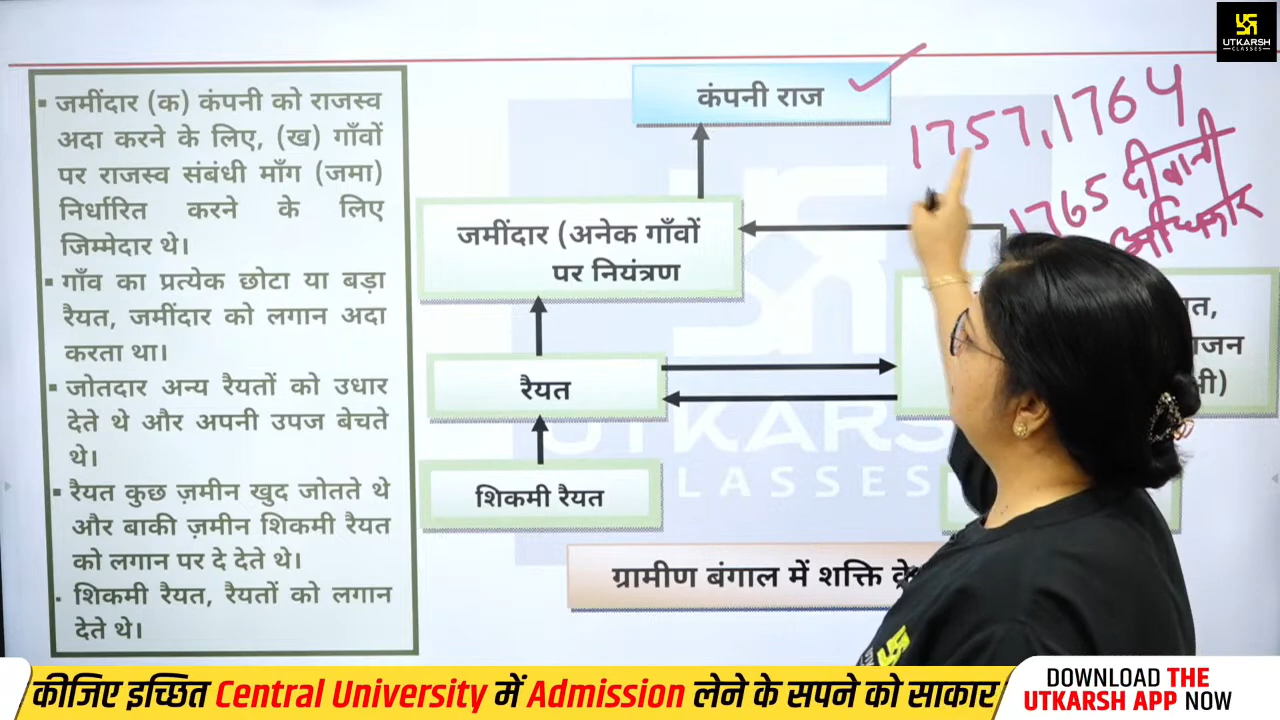 UTKARSH
CLASSES
▪ जमींदार (क) कंपनी को राजस्व
अदा करने के लिए, (ख) गाँवों
पर राजस्व संबंधी माँग (जमा)
निर्धारित करने के लिए
जिम्मेदार थे।
▪ गाँव का प्रत्येक छोटा या बड़ा
रैयत, जमींदार को लगान अदा
करता था।
▪ जोतदार अन्य रैयतों को उधार
देते थे और अपनी उपज बेचते
थे।
▪ रैयत कुछ ज़मीन खुद जोतते थे
और बाकी ज़मीन शिकमी रैयत
को लगान पर दे देते थे।
▪ शिकमी रैयत, रैयतों को लगान
देते थे।
कंपनी राज
1757, 1764
1765 दीवानी
अधिकार
जमींदार (अनेक गाँवों
पर नियंत्रण
रैयत
शिकमी रैयत
ग्रामीण बंगाल में शक्ति
UTKARS
CLASSES
कीजिए इच्छित Central University में Admission लेने के सपने को साकार
DOWNLOAD THE
UTKARSH APP NOW